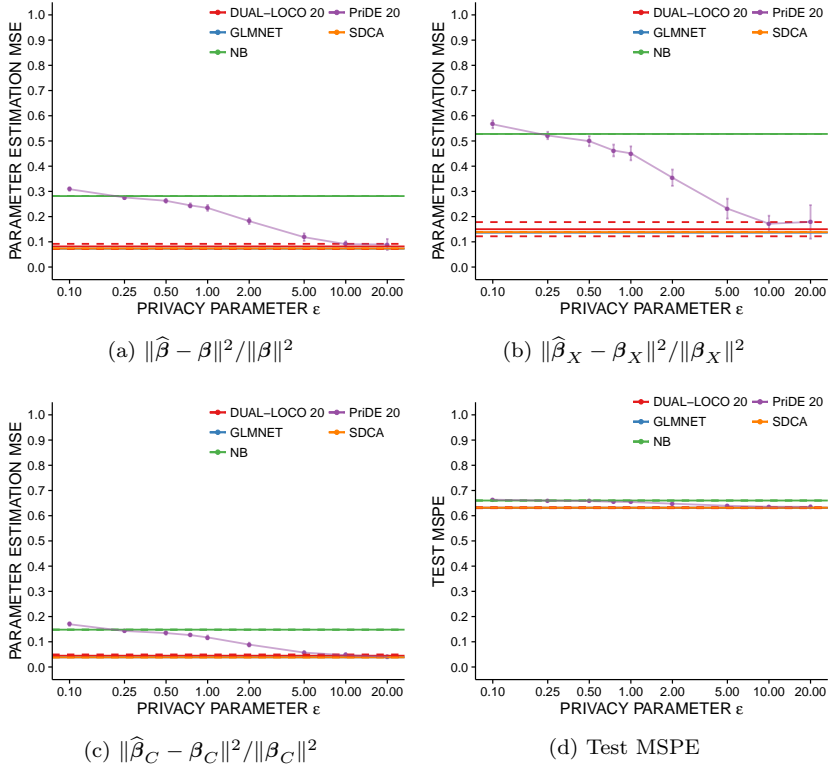 DUAL−LOCO 20
PriDE 20
GLMNET
SDCA
NB
PARAMETER ESTIMATION MSE
1.0
0.9
0.8
0.7
0.6
0.5
0.4
0.3
0.2
0.1
0.0
0.10 0.25 0.50 1.00 2.00 5.00 10.00 20.00
PRIVACY PARAMETER ε
(a) ‖β̂ − β‖²/‖β‖²
DUAL−LOCO 20
PriDE 20
GLMNET
SDCA
NB
PARAMETER ESTIMATION MSE
1.0
0.9
0.8
0.7
0.6
0.5
0.4
0.3
0.2
0.1
0.0
0.10 0.25 0.50 1.00 2.00 5.00 10.00 20.00
PRIVACY PARAMETER ε
(b) ‖β̂_X − β_X‖²/‖β_X‖²
DUAL−LOCO 20
PriDE 20
GLMNET
SDCA
NB
PARAMETER ESTIMATION MSE
1.0
0.9
0.8
0.7
0.6
0.5
0.4
0.3
0.2
0.1
0.0
0.10 0.25 0.50 1.00 2.00 5.00 10.00 20.00
PRIVACY PARAMETER ε
(c) ‖β̂_C − β_C‖²/‖β_C‖²
DUAL−LOCO 20
PriDE 20
GLMNET
SDCA
NB
TEST MSPE
1.0
0.9
0.8
0.7
0.6
0.5
0.4
0.3
0.2
0.1
0.0
0.10 0.25 0.50 1.00 2.00 5.00 10.00 20.00
PRIVACY PARAMETER ε
(d) Test MSPE